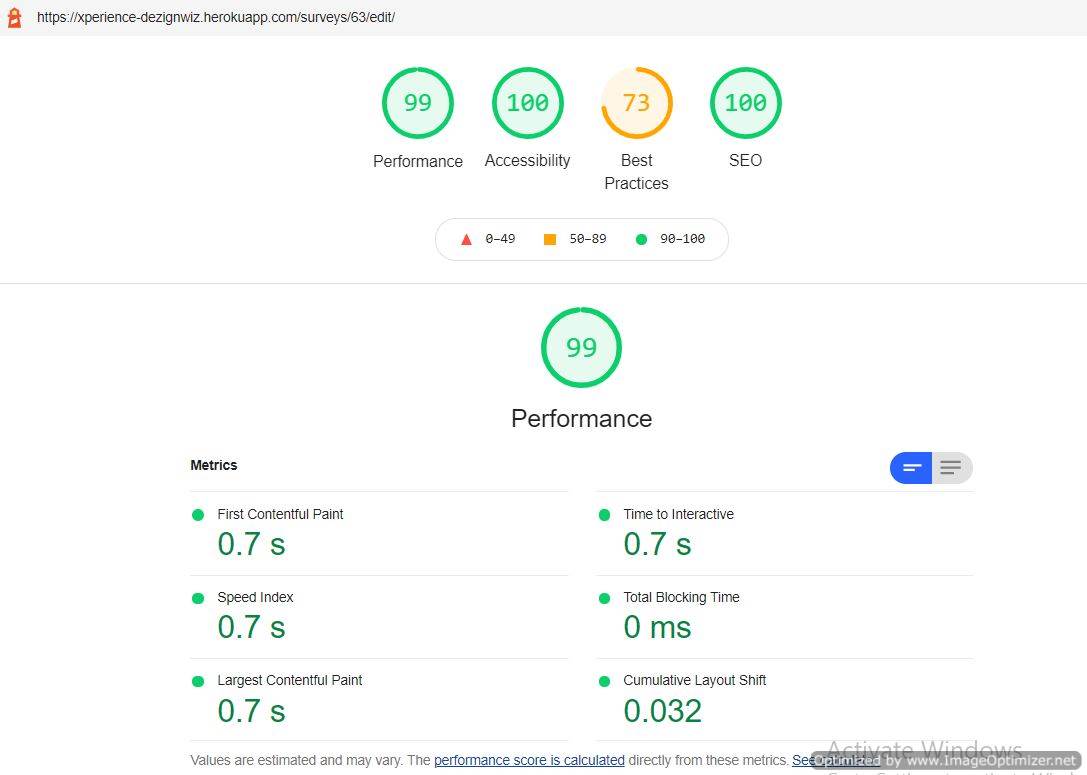 https://xperience-dezignwiz.herokuapp.com/surveys/63/edit/
99 100 73 100
Performance Accessibility Best Practices SEO
0–49 50–89 90–100
99
Performance
Metrics
First Contentful Paint
0.7 s
Time to Interactive
0.7 s
Speed Index
0.7 s
Total Blocking Time
0 ms
Largest Contentful Paint
0.7 s
Cumulative Layout Shift
0.032
Activate Windows
Values are estimated and may vary. The performance score is calculated directly from these metrics. See
Optimized by www.ImageOptimizer.net